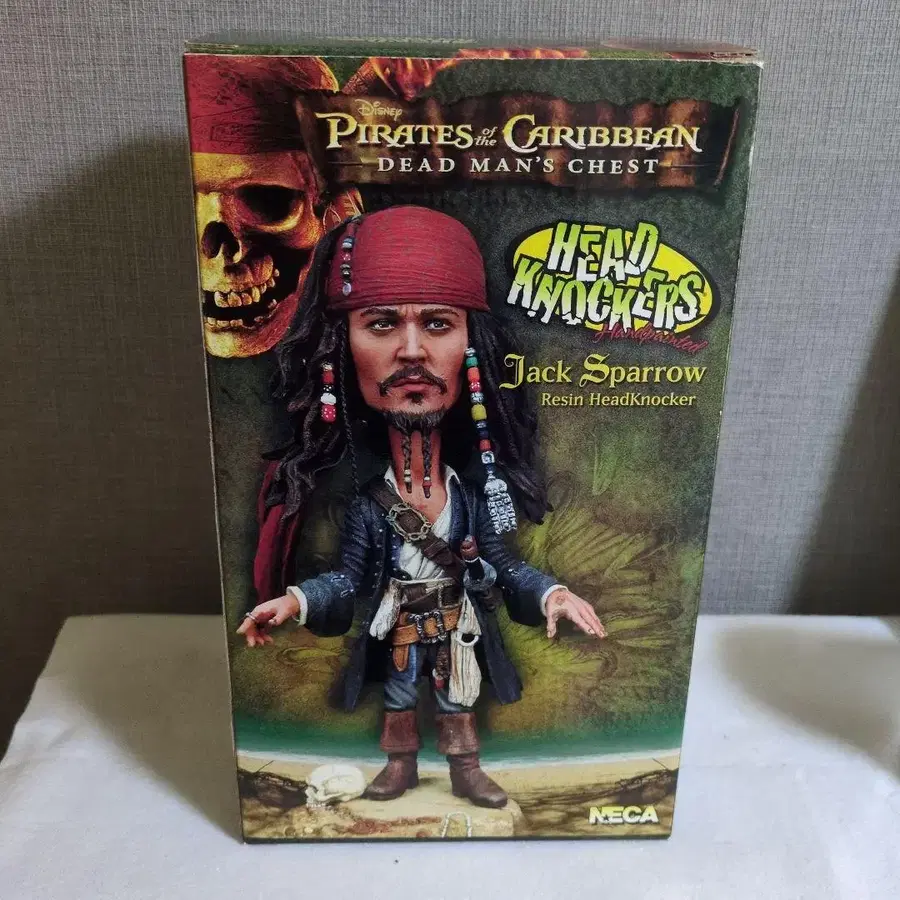 Disney
PIRATES of the CARIBBEAN
DEAD MAN'S CHEST
HEAD
KNOCKERS
Handpainted
Jack Sparrow
Resin HeadKnocker
NECA